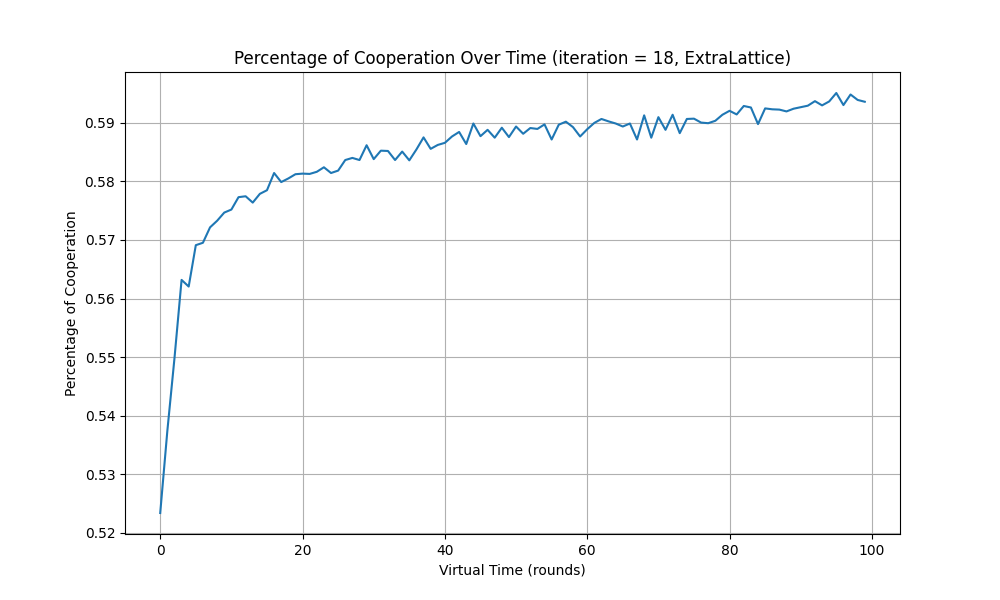 Percentage of Cooperation Over Time (iteration = 18, ExtraLattice)
Percentage of Cooperation
0.59
0.58
0.57
0.56
0.55
0.54
0.53
0.52
0 20 40 60 80 100
Virtual Time (rounds)